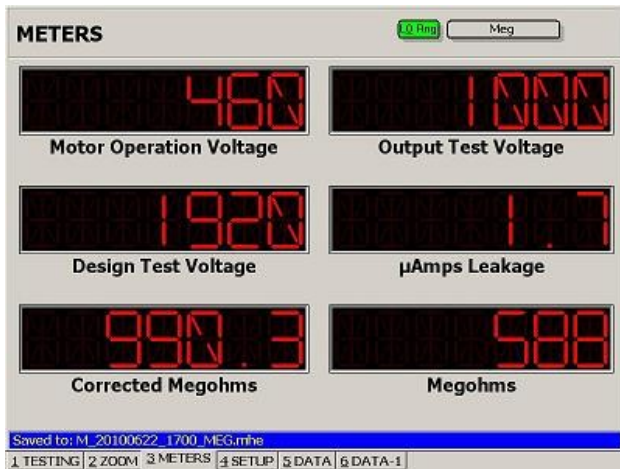 METERS
LO Rng Meg
460 1000
Motor Operation Voltage Output Test Voltage
1920 1.7
Design Test Voltage µAmps Leakage
990.3 588
Corrected Megohms Megohms
Saved to: M_20100622_1700_MEG.mhe
1 TESTING 2 ZOOM 3 METERS 4 SETUP 5 DATA 6 DATA-1